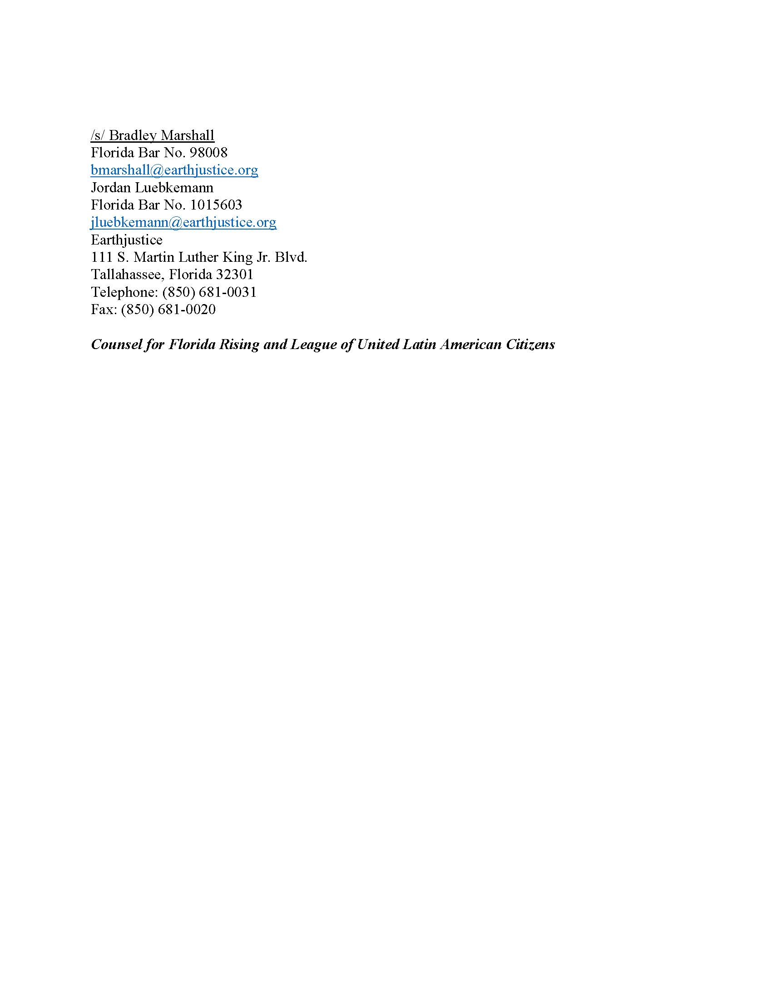 /s/ Bradley Marshall
Florida Bar No. 98008
bmarshall@earthjustice.org
Jordan Luebkemann
Florida Bar No. 1015603
jluebkemann@earthjustice.org
Earthjustice
111 S. Martin Luther King Jr. Blvd.
Tallahassee, Florida 32301
Telephone: (850) 681-0031
Fax: (850) 681-0020
Counsel for Florida Rising and League of United Latin American Citizens